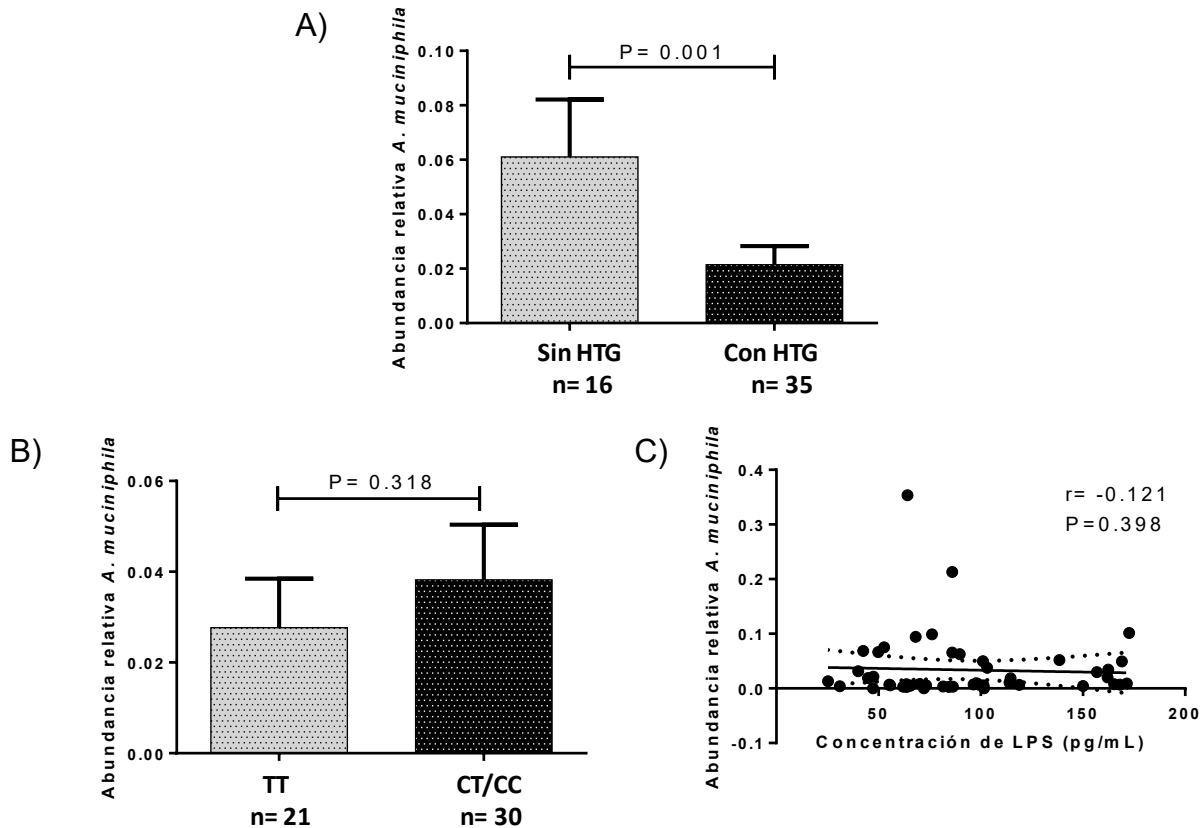 A)
Abundancia relativa A. muciniphila
0.10
0.08
0.06
0.04
0.02
0.00
P= 0.001
Sin HTG
Con HTG
n= 16
n= 35
B)
Abundancia relativa A. muciniphila
0.06
0.04
0.02
0.00
P= 0.318
TT
CT/CC
n= 21
n= 30
C)
Abundancia relativa A. muciniphila
0.4
0.3
0.2
0.1
0.0
-0.1
r= -0.121
P=0.398
50
100
150
200
Concentración de LPS (pg/mL)